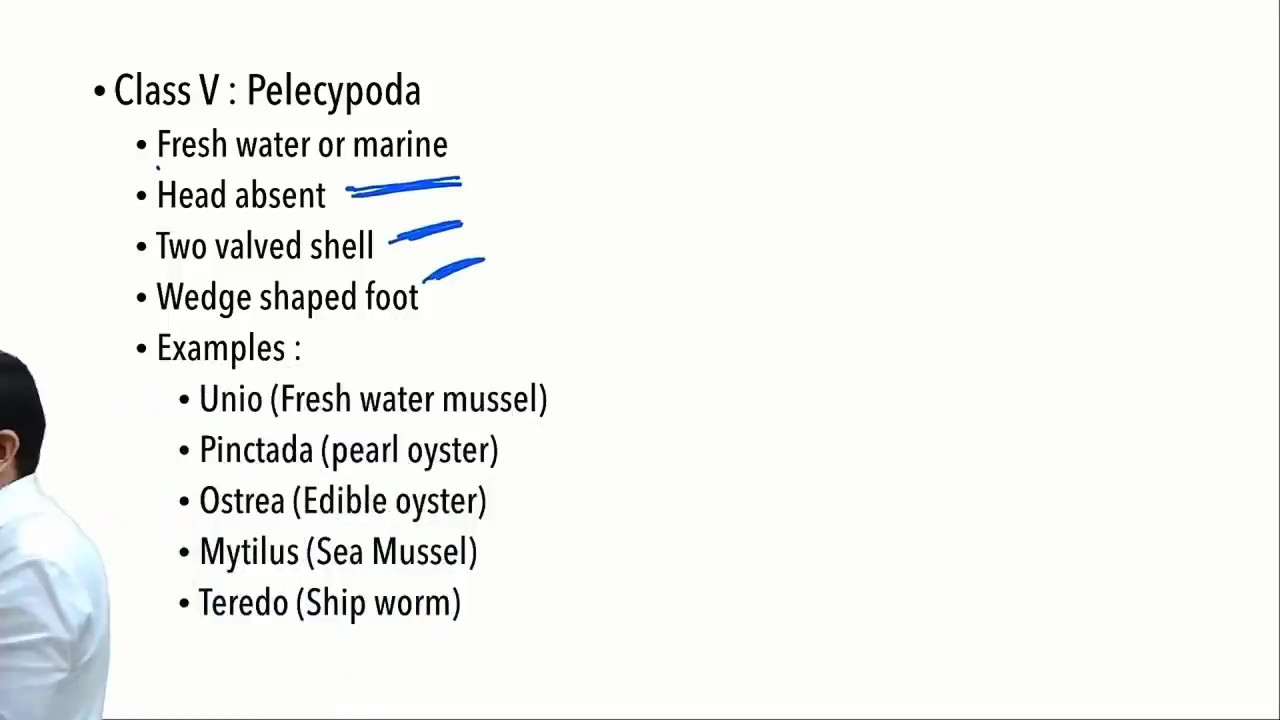 • Class V : Pelecypoda
• Fresh water or marine
• Head absent
• Two valved shell
• Wedge shaped foot
• Examples :
• Unio (Fresh water mussel)
• Pinctada (pearl oyster)
• Ostrea (Edible oyster)
• Mytilus (Sea Mussel)
• Teredo (Ship worm)